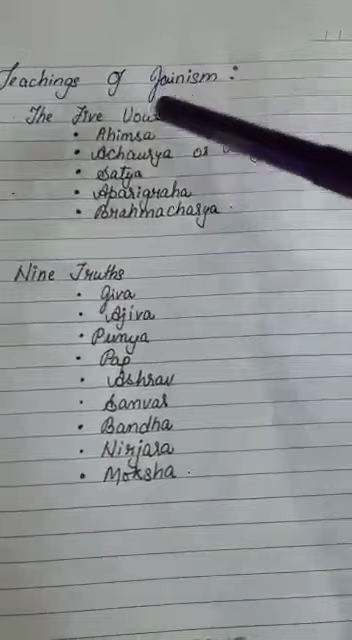 Teachings of Jainism :
The Five Vows
• Ahimsa
• Achaurya or
• Satya
• Aparigraha
• Brahmacharya .
Nine Truths
• Jiva
• Ajiva
• Punya
• Pap
• Ashrav
• Sanvar
• Bandha
• Nirjara
• Moksha .